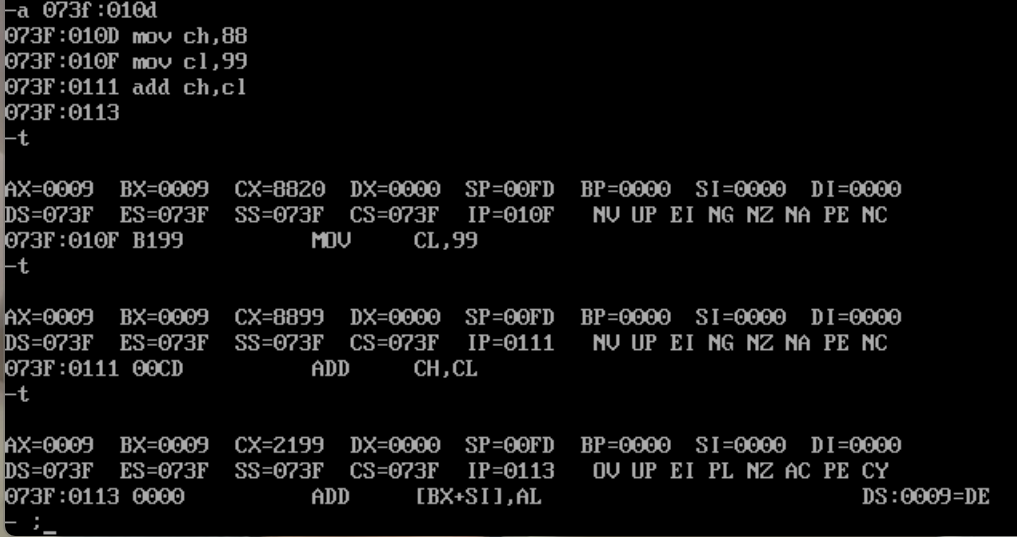 -a 073f:010d
073F:010D mov ch,88
073F:010F mov cl,99
073F:0111 add ch,cl
073F:0113
-t
AX=0009  BX=0009  CX=8820  DX=0000  SP=00FD  BP=0000  SI=0000  DI=0000
DS=073F  ES=073F  SS=073F  CS=073F  IP=010F   NV UP EI NG NZ NA PE NC
073F:010F B199          MOV     CL,99
-t
AX=0009  BX=0009  CX=8899  DX=0000  SP=00FD  BP=0000  SI=0000  DI=0000
DS=073F  ES=073F  SS=073F  CS=073F  IP=0111   NV UP EI NG NZ NA PE NC
073F:0111 00CD          ADD     CH,CL
-t
AX=0009  BX=0009  CX=2199  DX=0000  SP=00FD  BP=0000  SI=0000  DI=0000
DS=073F  ES=073F  SS=073F  CS=073F  IP=0113   OV UP EI PL NZ AC PE CY
073F:0113 0000          ADD     [BX+SI],AL                         DS:0009=DE
- ;_